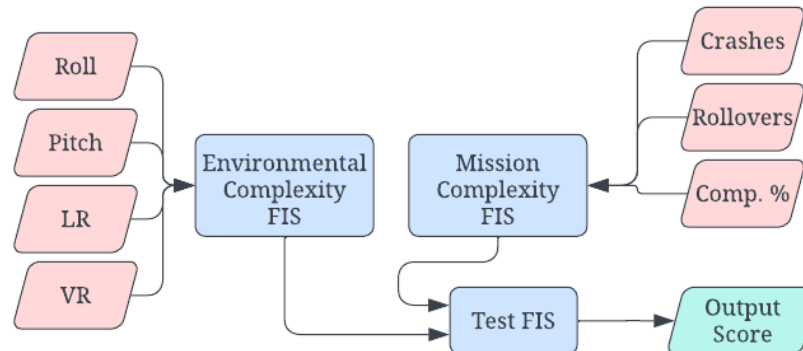 Roll
Pitch
LR
VR
Environmental
Complexity
FIS
Mission
Complexity
FIS
Crashes
Rollovers
Comp. %
Test FIS
Output
Score